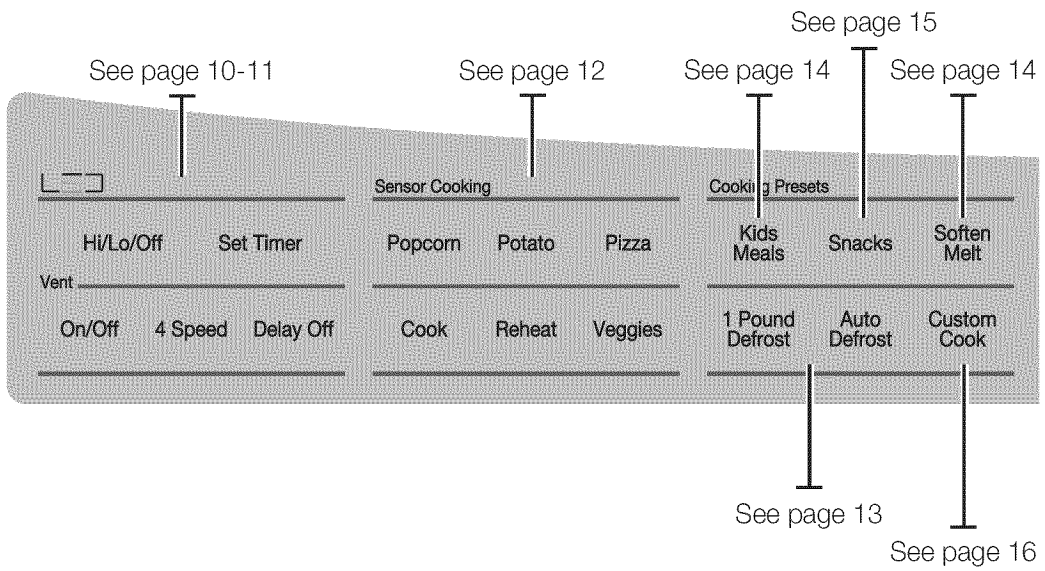 See page 15
See page 10-11
See page 12
See page 14
See page 14
Sensor Cooking
Cooking Presets
Hi/Lo/Off
Set Timer
Popcorn
Potato
Pizza
Kids
Meals
Snacks
Soften
Melt
Vent
On/Off
4 Speed
Delay Off
Cook
Reheat
Veggies
1 Pound
Defrost
Auto
Defrost
Custom
Cook
See page 13
See page 16